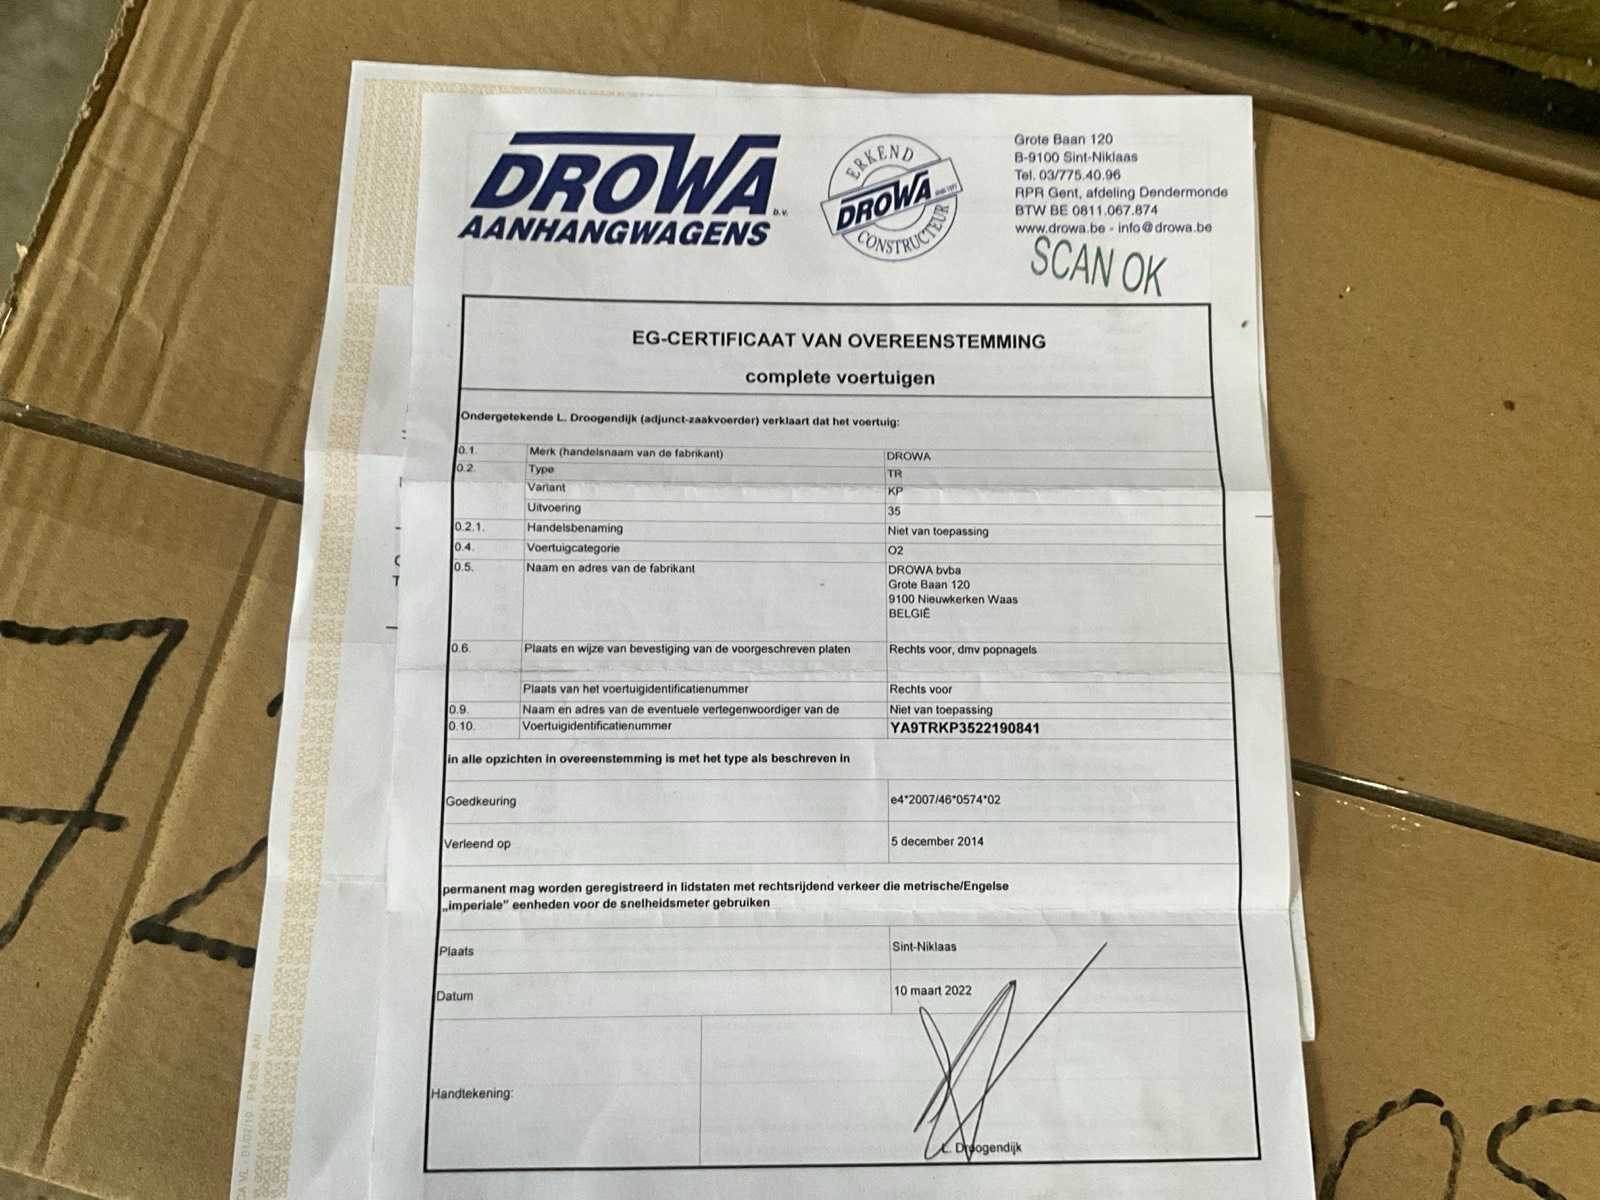 DROWA B.V.
AANHANGWAGENS
ERKEND
DROWA SINCE 1977
CONSTRUCTEUR
Grote Baan 120
B-9100 Sint-Niklaas
Tel. 03/775.40.96
RPR Gent, afdeling Dendermonde
BTW BE 0811.067.874
www.drowa.be - info@drowa.be
SCAN OK
EG-CERTIFICAAT VAN OVEREENSTEMMING
complete voertuigen
Ondergetekende L. Droogendijk (adjunct-zaakvoerder) verklaart dat het voertuig:
0.1. Merk (handelsnaam van de fabrikant) DROWA
0.2. Type TR
Variant KP
Uitvoering 35
0.2.1. Handelsbenaming Niet van toepassing
0.4. Voertuigcategorie O2
0.5. Naam en adres van de fabrikant DROWA bvba
Grote Baan 120
9100 Nieuwkerken Waas
BELGIË
0.6. Plaats en wijze van bevestiging van de voorgeschreven platen Rechts voor, dmv popnagels
Plaats van het voertuigidentificatienummer Rechts voor
0.9. Naam en adres van de eventuele vertegenwoordiger van de Niet van toepassing
0.10. Voertuigidentificatienummer YA9TRKP3522190841
in alle opzichten in overeenstemming is met het type als beschreven in
Goedkeuring e4*2007/46*0574*02
Verleend op 5 december 2014
permanent mag worden geregistreerd in lidstaten met rechtsrijdend verkeer die metrische/Engelse
„imperiale” eenheden voor de snelheidsmeter gebruiken
Plaats Sint-Niklaas
Datum 10 maart 2022
Handtekening:
L. Droogendijk